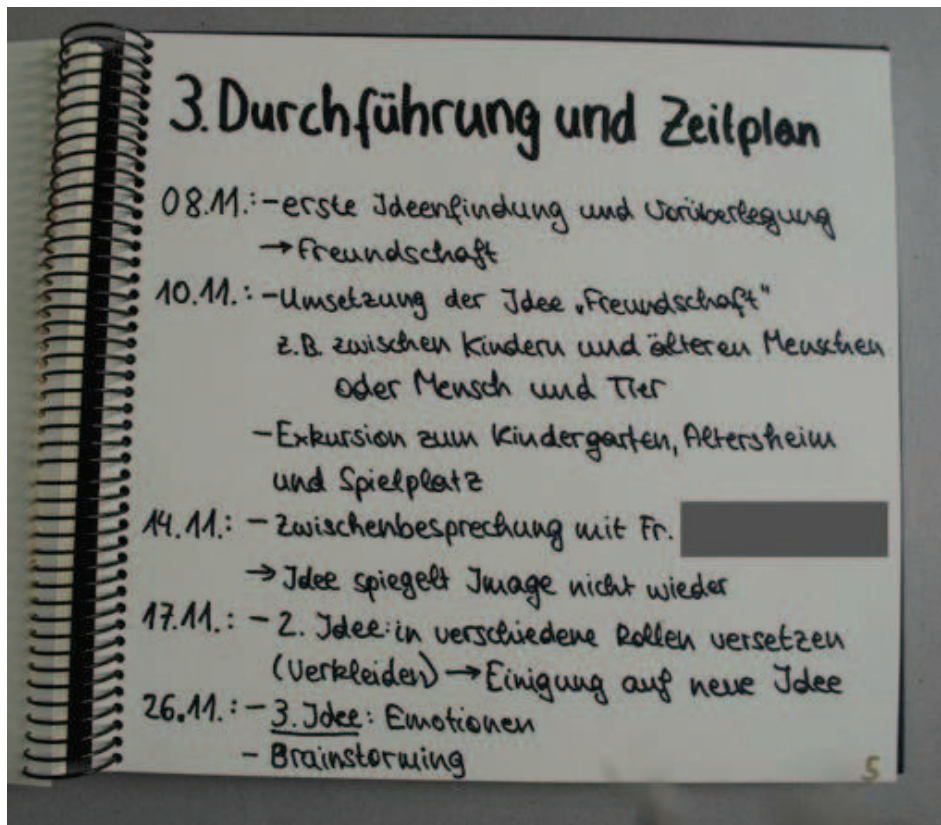 3. Durchführung und Zeitplan
08.11.: - erste Ideenfindung und Vorüberlegung
→ Freundschaft
10.11.: - Umsetzung der Idee „Freundschaft"
z.B. zwischen Kindern und älteren Menschen
oder Mensch und Tier
- Exkursion zum Kindergarten, Altersheim
und Spielplatz
14.11.: - Zwischenbesprechung mit Fr.
→ Idee spiegelt Image nicht wieder
17.11.: - 2. Idee: in verschiedene Rollen versetzen
(Verkleiden) → Einigung auf neue Idee
26.11.: - 3. Idee: Emotionen
- Brainstorming
5